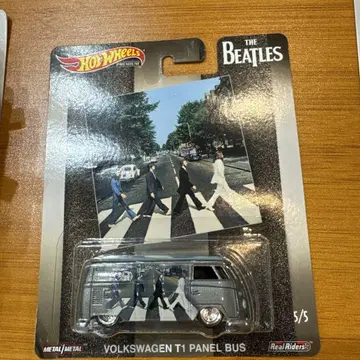 Hot Wheels
PREMIUM
THE
BEATLES
5/5
METAL/METAL
VOLKSWAGEN T1 PANEL BUS
Real Riders